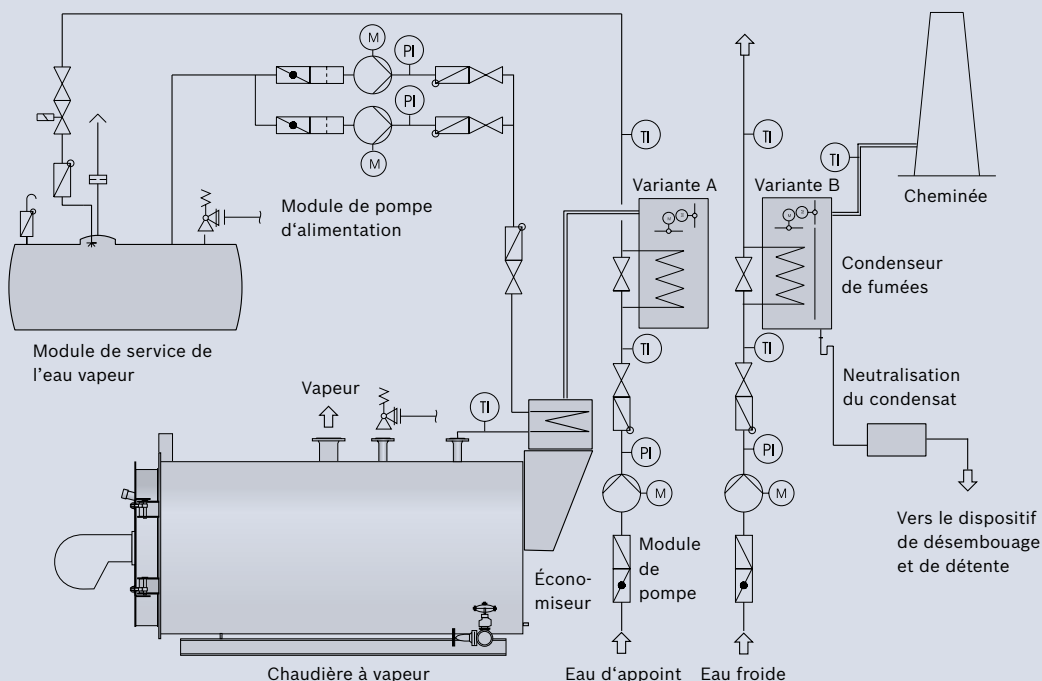 M
PI
PI
M
TI
TI
TI
Variante A
Variante B
Cheminée
Module de pompe
d‘alimentation
Condenseur
de fumées
Module de service de
l’eau vapeur
TI
TI
Vapeur
TI
Neutralisation
du condensat
PI
PI
M
M
Vers le dispositif
de désembouage
et de détente
Module
de
pompe
Écono-
miseur
Chaudière à vapeur
Eau d‘appoint
Eau froide